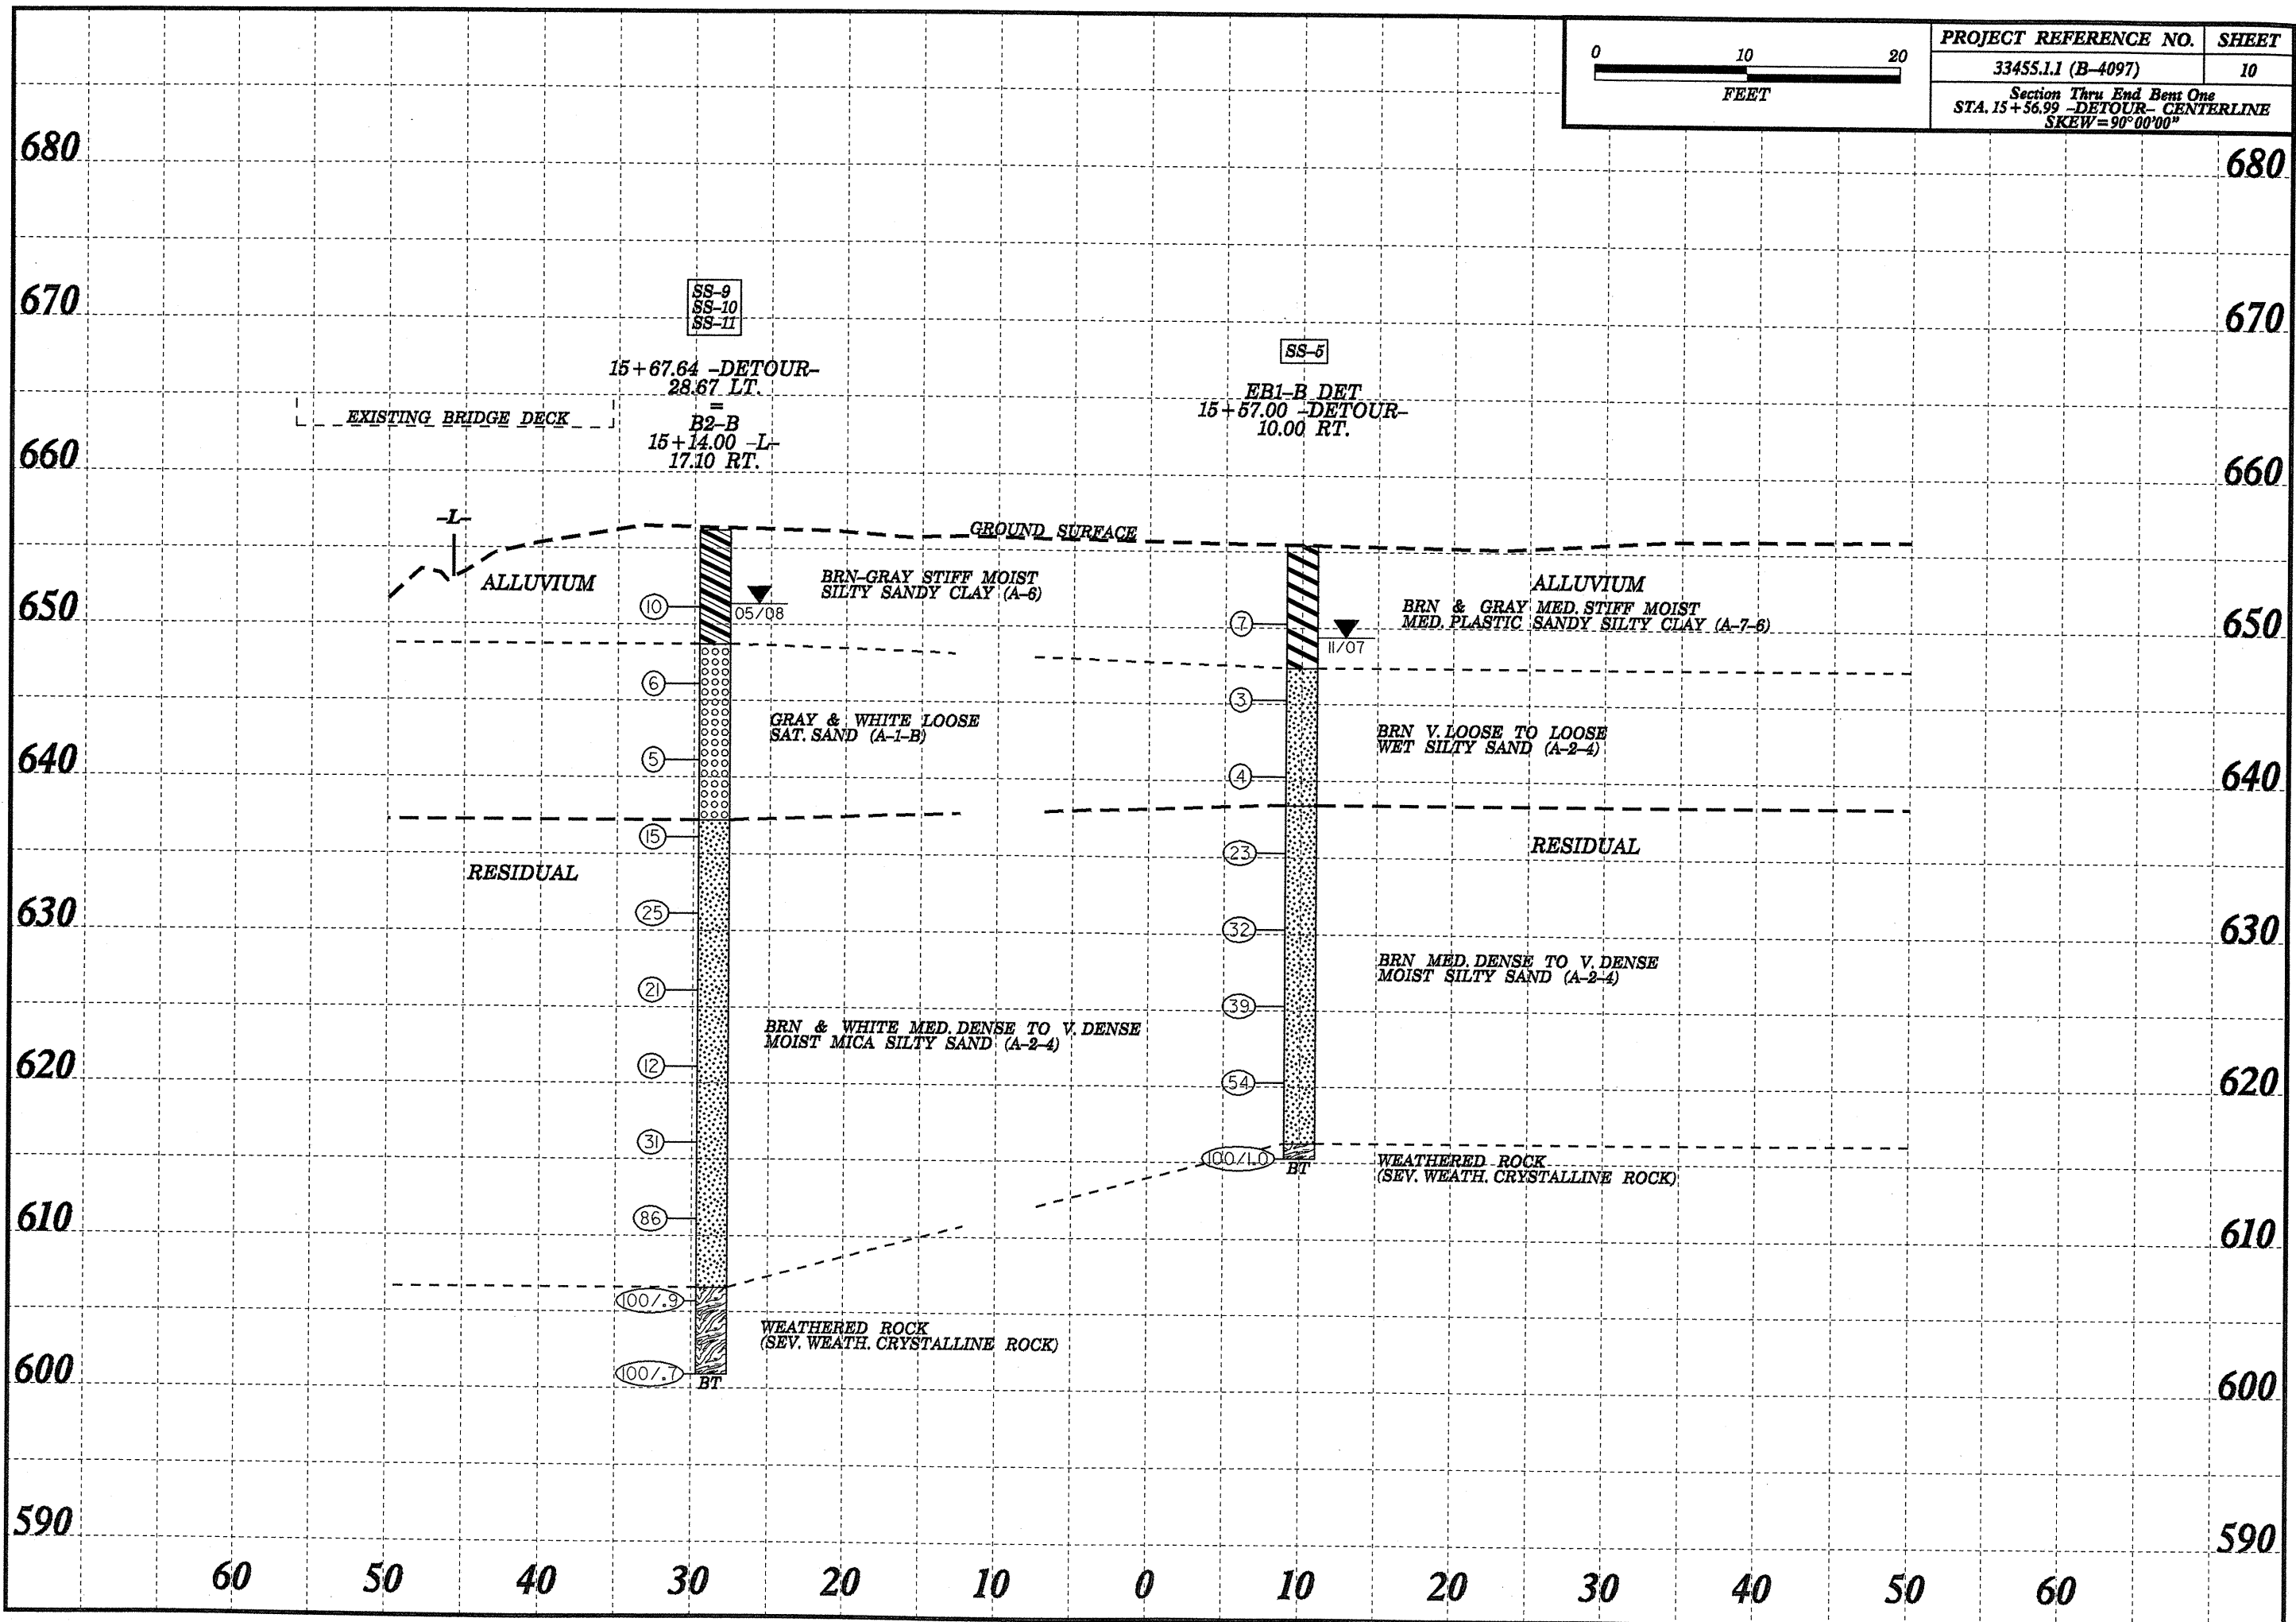 0 10 20
FEET
PROJECT REFERENCE NO. SHEET
33455.1.1 (B-4097) 10
Section Thru End Bent One
STA. 15+56.99 -DETOUR- CENTERLINE
SKEW=90°00'00"
680 680
670 670
660 660
650 650
640 640
630 630
620 620
610 610
600 600
590 590
SS-9
SS-10
SS-11
15+67.64 -DETOUR-
28.67 LT.
=
B2-B
15+14.00 -L-
17.10 RT.
EXISTING BRIDGE DECK
SS-5
EB1-B DET
15+57.00 -DETOUR-
10.00 RT.
-L-
GROUND SURFACE
ALLUVIUM
BRN-GRAY STIFF MOIST
SILTY SANDY CLAY (A-6)
05/08
10
6
5
15
25
21
12
31
86
100/.9
100/.7
BT
GRAY & WHITE LOOSE
SAT. SAND (A-1-B)
RESIDUAL
BRN & WHITE MED. DENSE TO V. DENSE
MOIST MICA SILTY SAND (A-2-4)
WEATHERED ROCK
(SEV. WEATH. CRYSTALLINE ROCK)
ALLUVIUM
BRN & GRAY MED. STIFF MOIST
MED. PLASTIC SANDY SILTY CLAY (A-7-6)
11/07
7
3
4
23
32
39
54
100/1.0
BT
BRN V. LOOSE TO LOOSE
WET SILTY SAND (A-2-4)
RESIDUAL
BRN MED. DENSE TO V. DENSE
MOIST SILTY SAND (A-2-4)
WEATHERED ROCK
(SEV. WEATH. CRYSTALLINE ROCK)
60 50 40 30 20 10 0 10 20 30 40 50 60